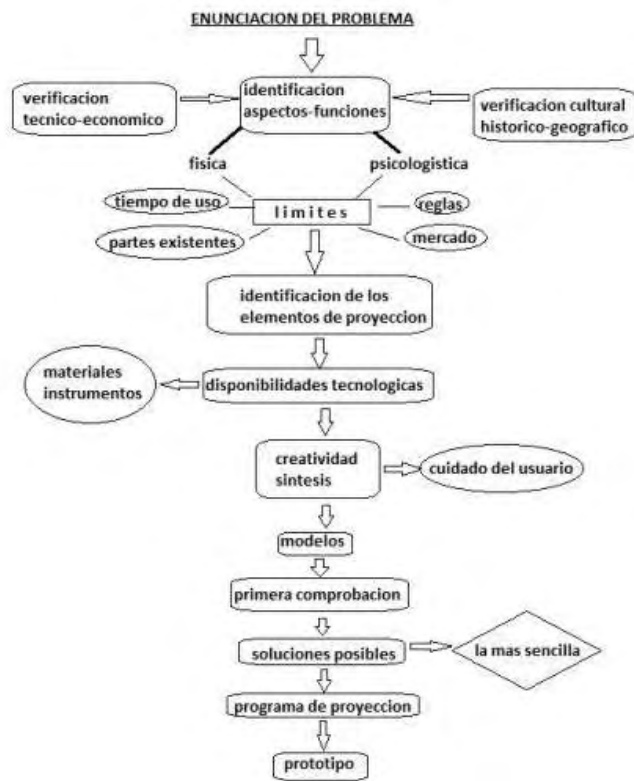 ENUNCIACION DEL PROBLEMA
identificacion
aspectos-funciones
verificacion
tecnico-economico
verificacion cultural
historico-geografico
fisica
psicologistica
tiempo de uso
limites
reglas
partes existentes
mercado
identificacion de los
elementos de proyeccion
materiales
instrumentos
disponibilidades tecnologicas
creatividad
sintesis
cuidado del usuario
modelos
primera comprobacion
soluciones posibles
la mas sencilla
programa de proyeccion
prototipo